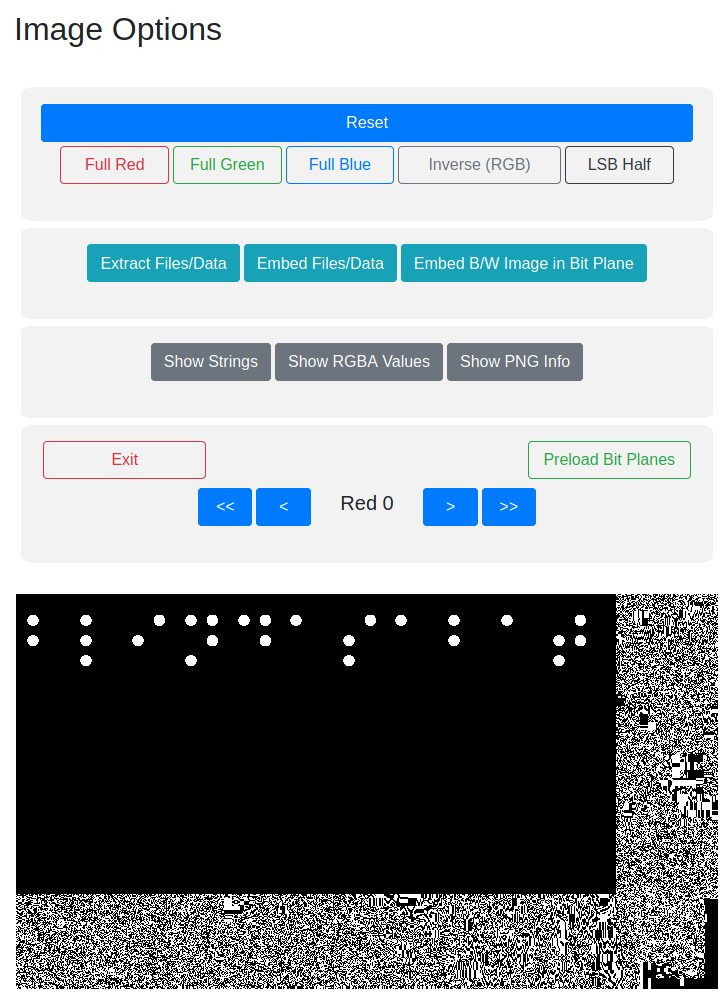 Image Options
Reset
Full Red Full Green Full Blue Inverse (RGB) LSB Half
Extract Files/Data Embed Files/Data Embed B/W Image in Bit Plane
Show Strings Show RGBA Values Show PNG Info
Exit Preload Bit Planes
<< < Red 0 > >>
⠃⠇⠊⠝⠙⠁⠎⠁⠃⠁⠞